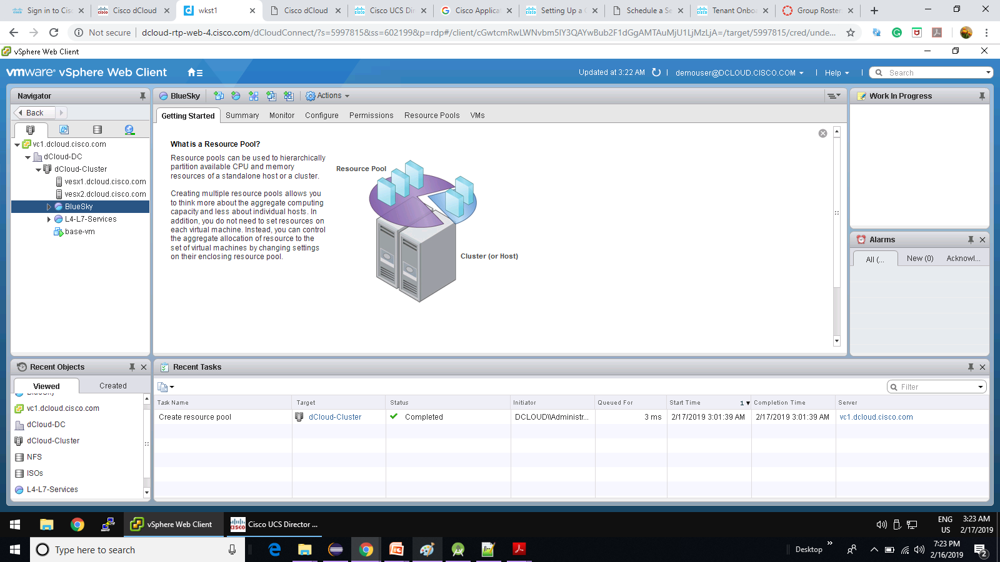 Sign in to Cisc
Cisco dCloud
wkst1
Cisco dCloud
Cisco UCS Dir
Cisco Applicat
Setting Up a C
Schedule a Se
Tenant Onboa
Group Roster
Not secure | dcloud-rtp-web-4.cisco.com/dCloudConnect/?s=5997815&ss=602199&p=rdp#/client/cGwtcmRwLWNvbm5lY3QAYwBub2F1dGgAMTAuMjU1LjMzLjA=/target/5997815/cred/unde...
vSphere Web Client
vmware® vSphere Web Client
Updated at 3:22 AM
demouser@DCLOUD.CISCO.COM
Help
Search
Navigator
BlueSky
Actions
Work In Progress
Back
Getting Started
Summary
Monitor
Configure
Permissions
Resource Pools
VMs
vc1.dcloud.cisco.com
dCloud-DC
dCloud-Cluster
vesx1.dcloud.cisco.com
vesx2.dcloud.cisco.com
BlueSky
L4-L7-Services
base-vm
What is a Resource Pool?
Resource pools can be used to hierarchically
partition available CPU and memory
resources of a standalone host or a cluster.
Creating multiple resource pools allows you
to think more about the aggregate computing
capacity and less about individual hosts. In
addition, you do not need to set resources on
each virtual machine. Instead, you can control
the aggregate allocation of resource to the
set of virtual machines by changing settings
on their enclosing resource pool.
Resource Pool
Cluster (or Host)
Alarms
All (...
New (0)
Acknowl...
Recent Objects
Viewed
Created
BlueSky
vc1.dcloud.cisco.com
dCloud-DC
dCloud-Cluster
NFS
ISOs
L4-L7-Services
Recent Tasks
Filter
Task Name
Target
Status
Initiator
Queued For
Start Time
1
Completion Time
Server
Create resource pool
dCloud-Cluster
Completed
DCLOUD\\Administr...
3 ms
2/17/2019 3:01:39 AM
2/17/2019 3:01:39 AM
vc1.dcloud.cisco.com
vSphere Web Client
Cisco UCS Director ...
ENG
US
3:23 AM
2/17/2019
Type here to search
Desktop
7:23 PM
2/16/2019
2